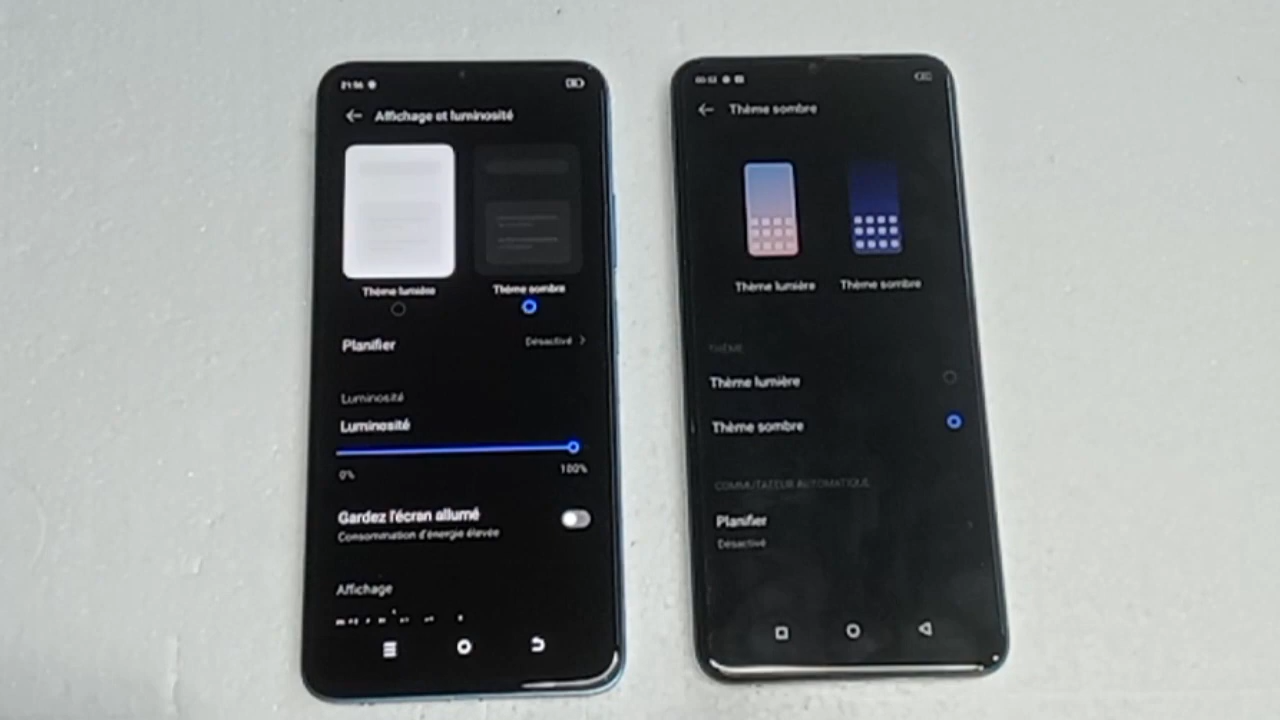 21:56
Affichage et luminosité
Thème lumière
Thème sombre
Planifier
Désactivé
Luminosité
Luminosité
0%
100%
Gardez l'écran allumé
Consommation d'énergie élevée
Affichage
Thème sombre
Thème lumière
Thème sombre
THÈME
Thème lumière
Thème sombre
COMMUTATEUR AUTOMATIQUE
Planifier
Désactivé